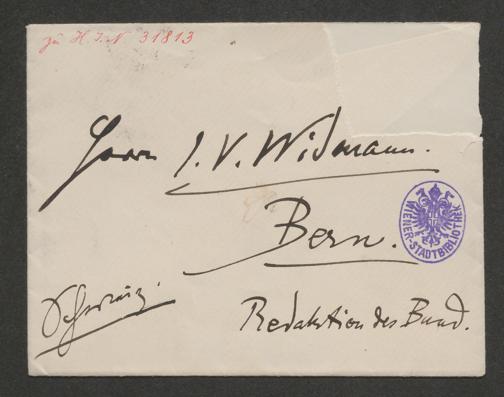 zu H. I. N 31813
Herrn J. V. Widmann.
Bern.
WIENER-STADTBIBLIOTHEK
Schweiz.
Redaktion des Bund.